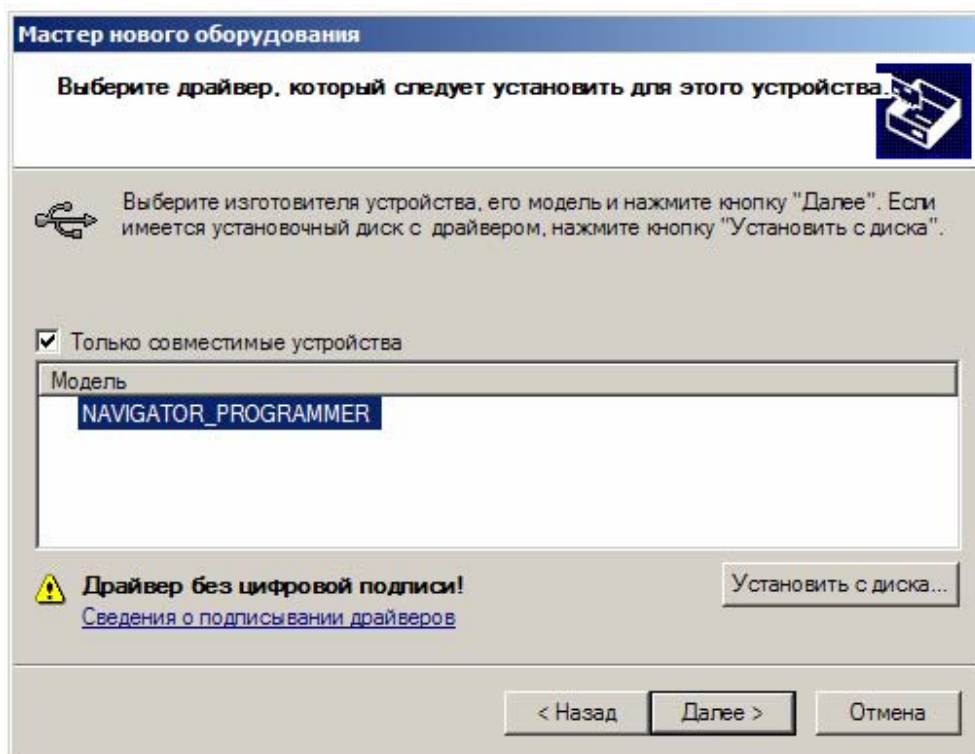 Мастер нового оборудования
Выберите драйвер, который следует установить для этого устройства.
Выберите изготовителя устройства, его модель и нажмите кнопку "Далее". Если
имеется установочный диск с драйвером, нажмите кнопку "Установить с диска".
Только совместимые устройства
Модель
NAVIGATOR_PROGRAMMER
Драйвер без цифровой подписи!
Установить с диска...
Сведения о подписывании драйверов
< Назад
Далее >
Отмена